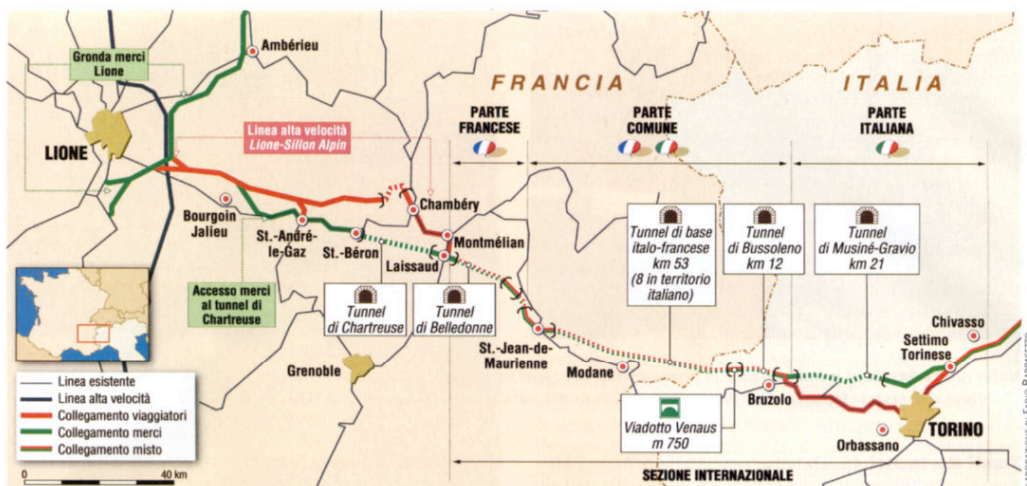 Ambérieu
Gronda merci
Lione
LIONE
Linea alta velocità
Lione-Sillon Alpin
FRANCIA
ITALIA
PARTE
FRANCESE
PARTE
COMUNE
PARTE
ITALIANA
Bourgoin
Jalieu
St.-André-
le-Gaz
St.-Béron
Chambéry
Montmélian
Laissaud
Accesso merci
al tunnel di
Chartreuse
Tunnel
di Chartreuse
Tunnel
di Belledonne
Grenoble
St.-Jean-de-
Maurienne
Modane
Tunnel di base
italo-francese
km 53
(8 in territorio
italiano)
Tunnel
di Bussoleno
km 12
Tunnel
di Musiné-Gravio
km 21
Viadotto Venaus
m 750
Bruzolo
Chivasso
Settimo
Torinese
TORINO
Orbassano
SEZIONE INTERNAZIONALE
Linea esistente
Linea alta velocità
Collegamento viaggiatori
Collegamento merci
Collegamento misto
0
40 km